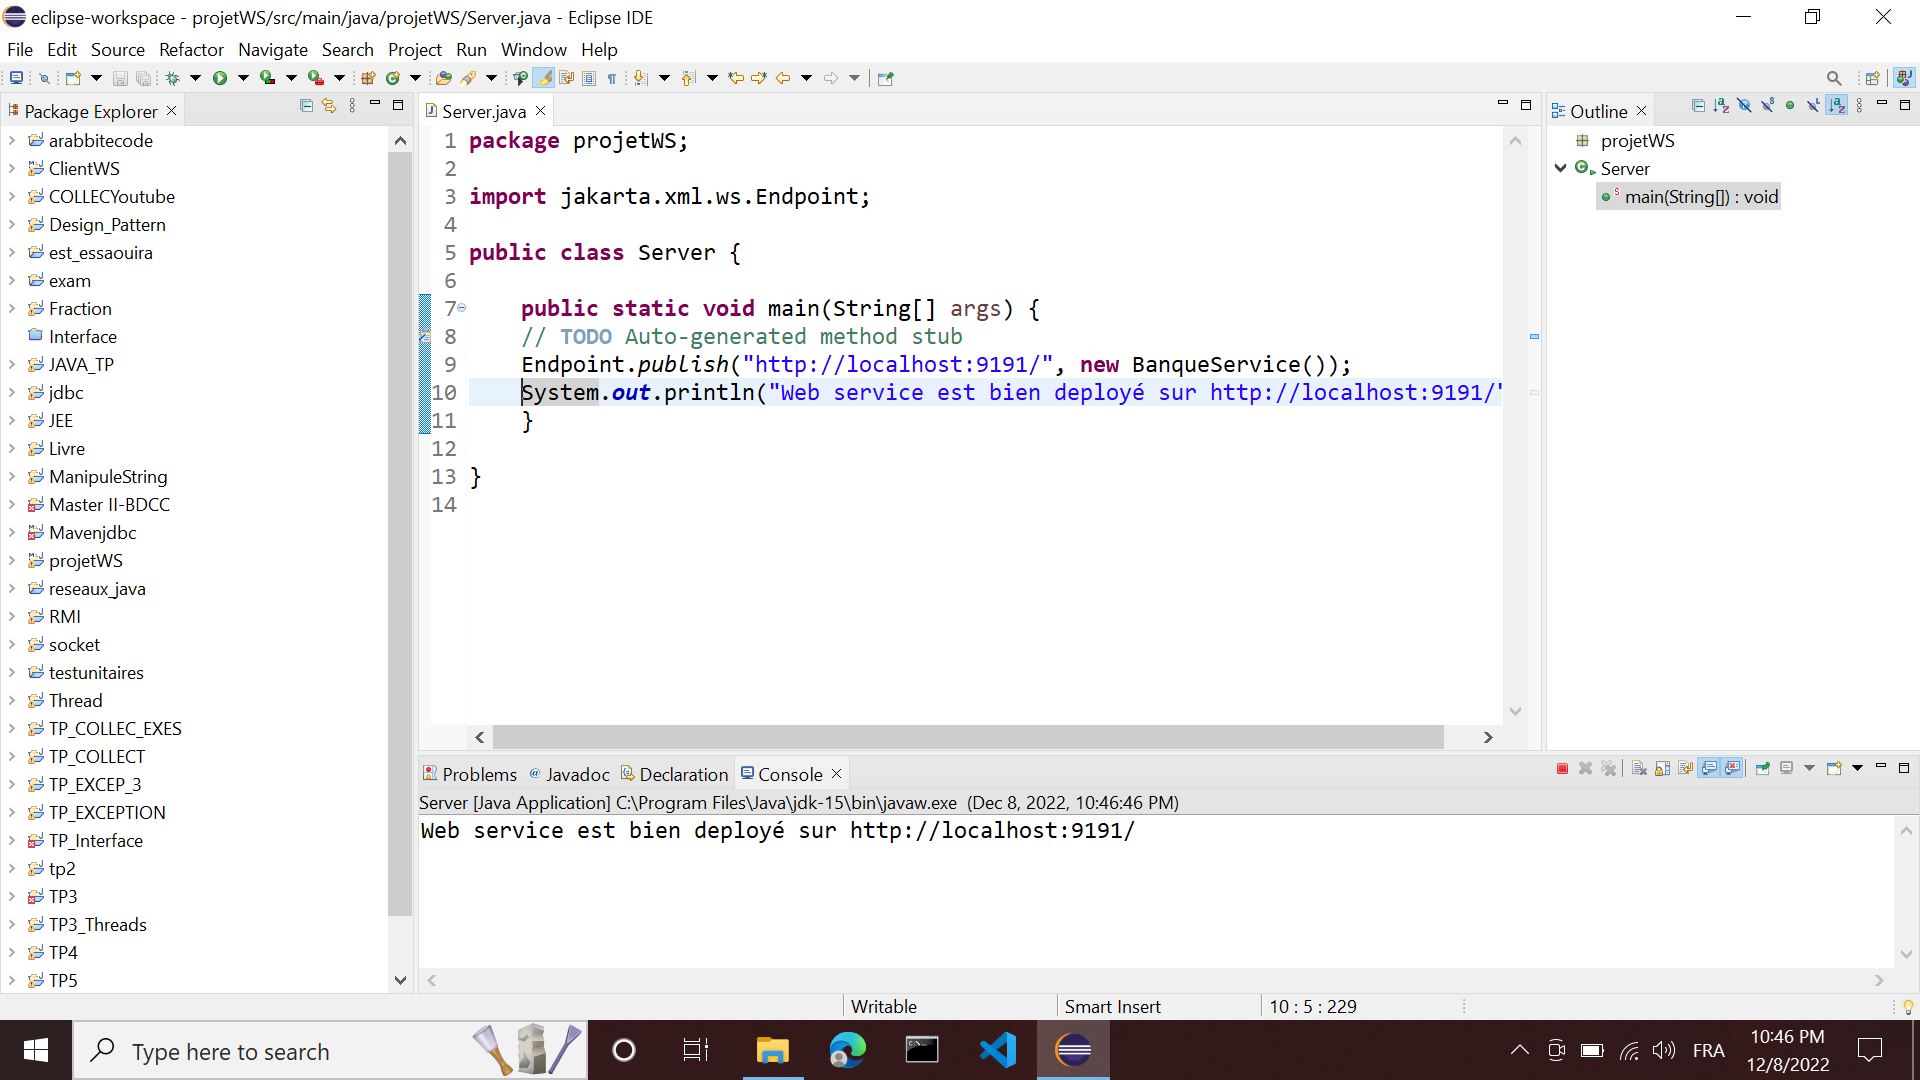 eclipse-workspace - projetWS/src/main/java/projetWS/Server.java - Eclipse IDE
File Edit Source Refactor Navigate Search Project Run Window Help
Package Explorer
arabbitecode
ClientWS
COLLECYoutube
Design_Pattern
est_essaouira
exam
Fraction
Interface
JAVA_TP
jdbc
JEE
Livre
ManipuleString
Master II-BDCC
Mavenjdbc
projetWS
reseaux_java
RMI
socket
testunitaires
Thread
TP_COLLEC_EXES
TP_COLLECT
TP_EXCEP_3
TP_EXCEPTION
TP_Interface
tp2
TP3
TP3_Threads
TP4
TP5
Server.java
1 package projetWS;
2
3 import jakarta.xml.ws.Endpoint;
4
5 public class Server {
6
7 public static void main(String[] args) {
8 // TODO Auto-generated method stub
9 Endpoint.publish("http://localhost:9191/", new BanqueService());
10 System.out.println("Web service est bien deployé sur http://localhost:9191/"
11 }
12
13 }
14
Outline
projetWS
Server
main(String[]) : void
Problems @ Javadoc Declaration Console
Server [Java Application] C:\Program Files\Java\jdk-15\bin\javaw.exe (Dec 8, 2022, 10:46:46 PM)
Web service est bien deployé sur http://localhost:9191/
Writable Smart Insert 10 : 5 : 229
Type here to search
FRA
10:46 PM
12/8/2022